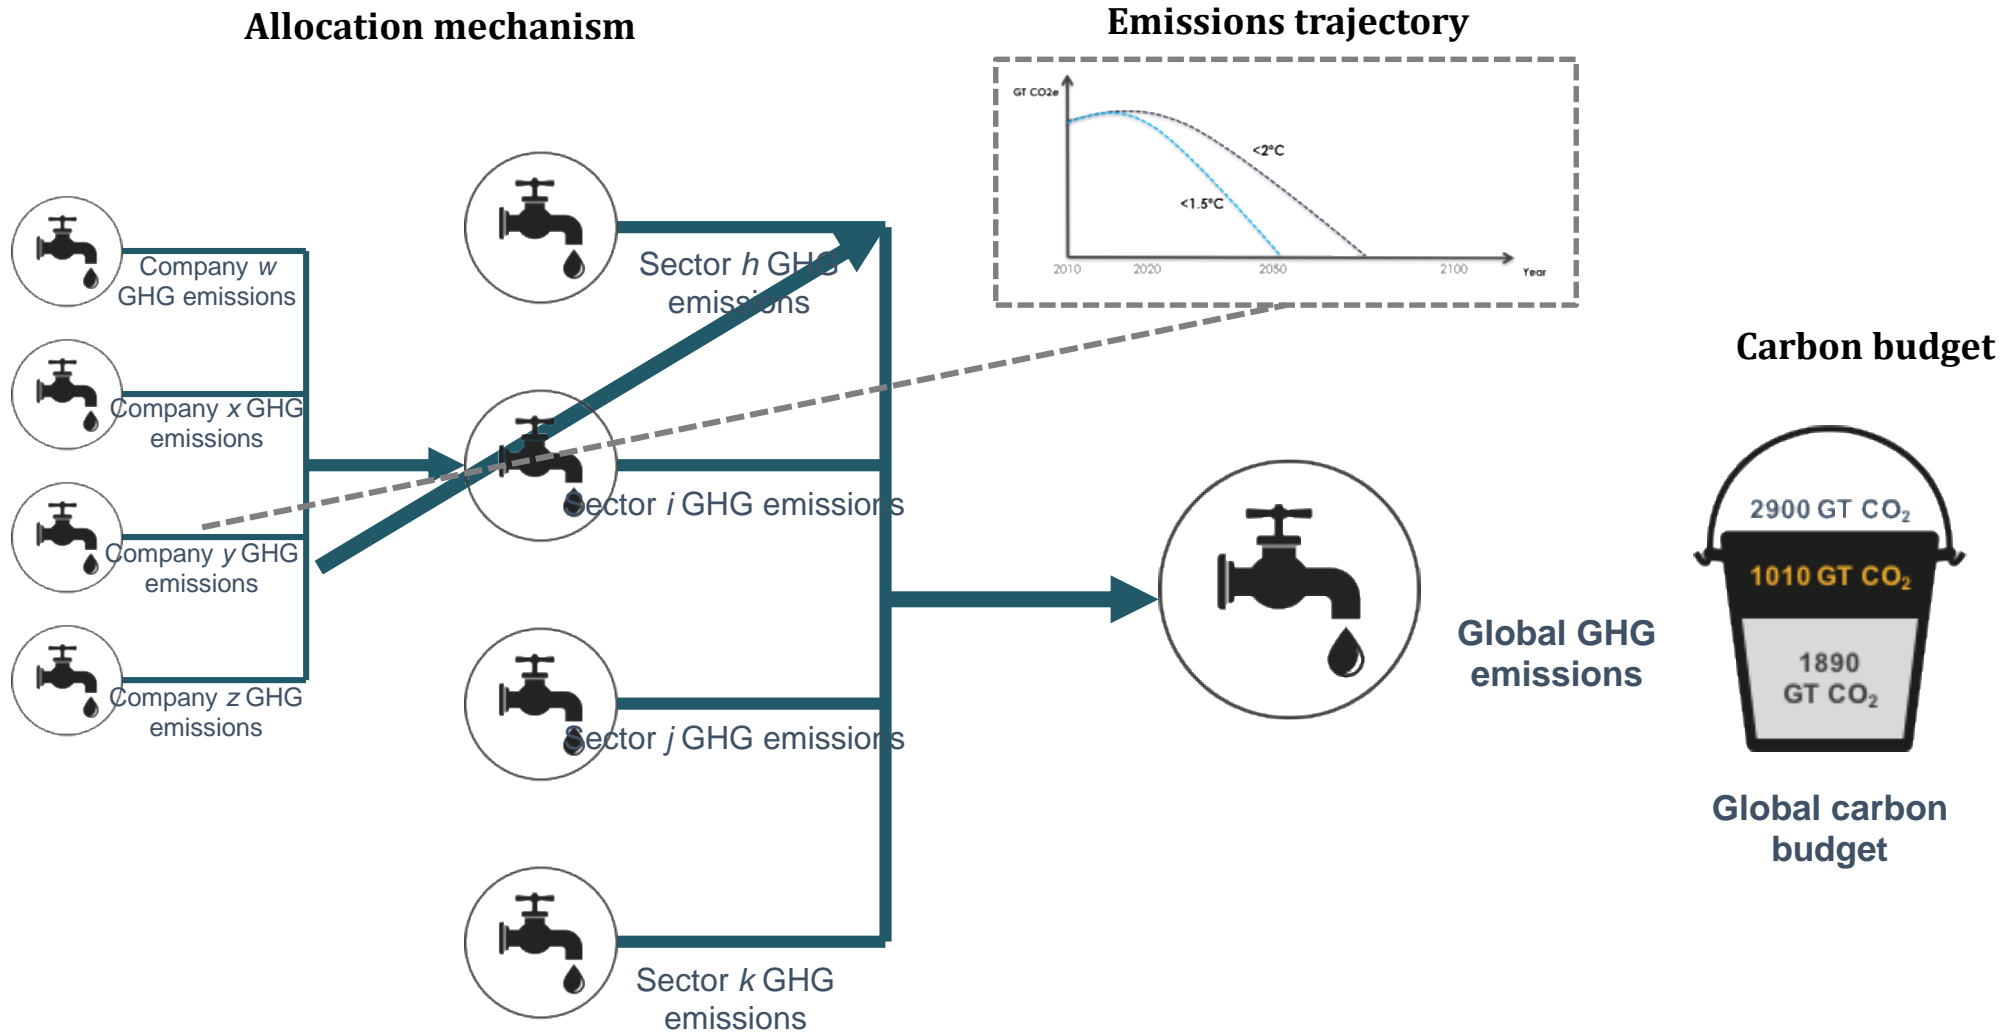 Allocation mechanism
Emissions trajectory
GT CO2e
<2°C
<1.5°C
2010
2020
2050
2100
Year
Company w
GHG emissions
Company x GHG
emissions
Company y GHG
emissions
Company z GHG
emissions
Sector h GHG
emissions
Sector i GHG emissions
Sector j GHG emissions
Sector k GHG
emissions
Global GHG
emissions
Carbon budget
2900 GT CO₂
1010 GT CO₂
1890
GT CO₂
Global carbon
budget